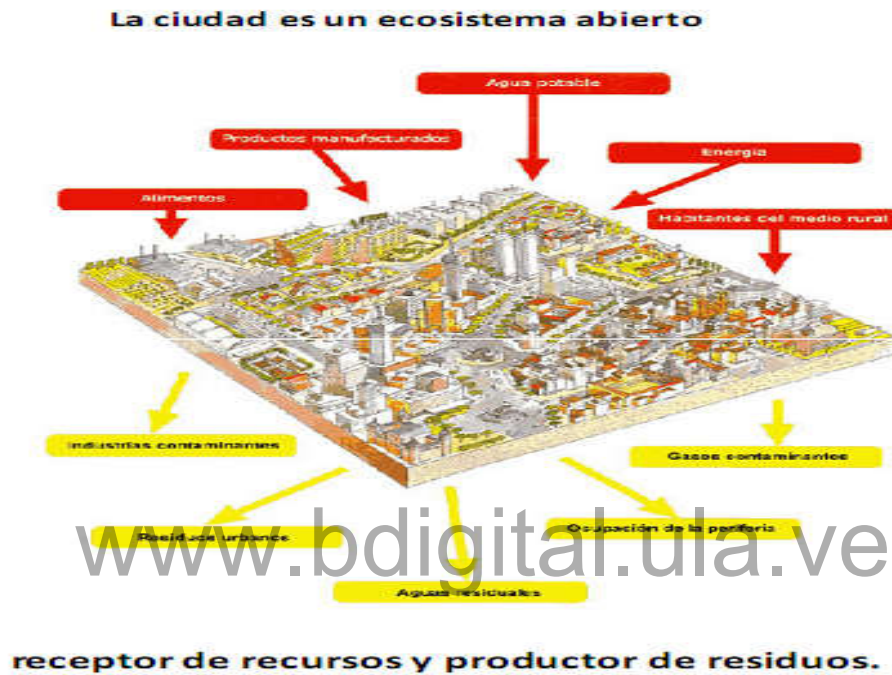 La ciudad es un ecosistema abierto
Agua potable
Productos manufacturados
Energía
Alimentos
Habitantes del medio rural
Industrias contaminantes
Gases contaminantes
Residuos urbanos
Ocupación de la periferia
www.bdigital.ula.ve
Aguas residuales
receptor de recursos y productor de residuos.